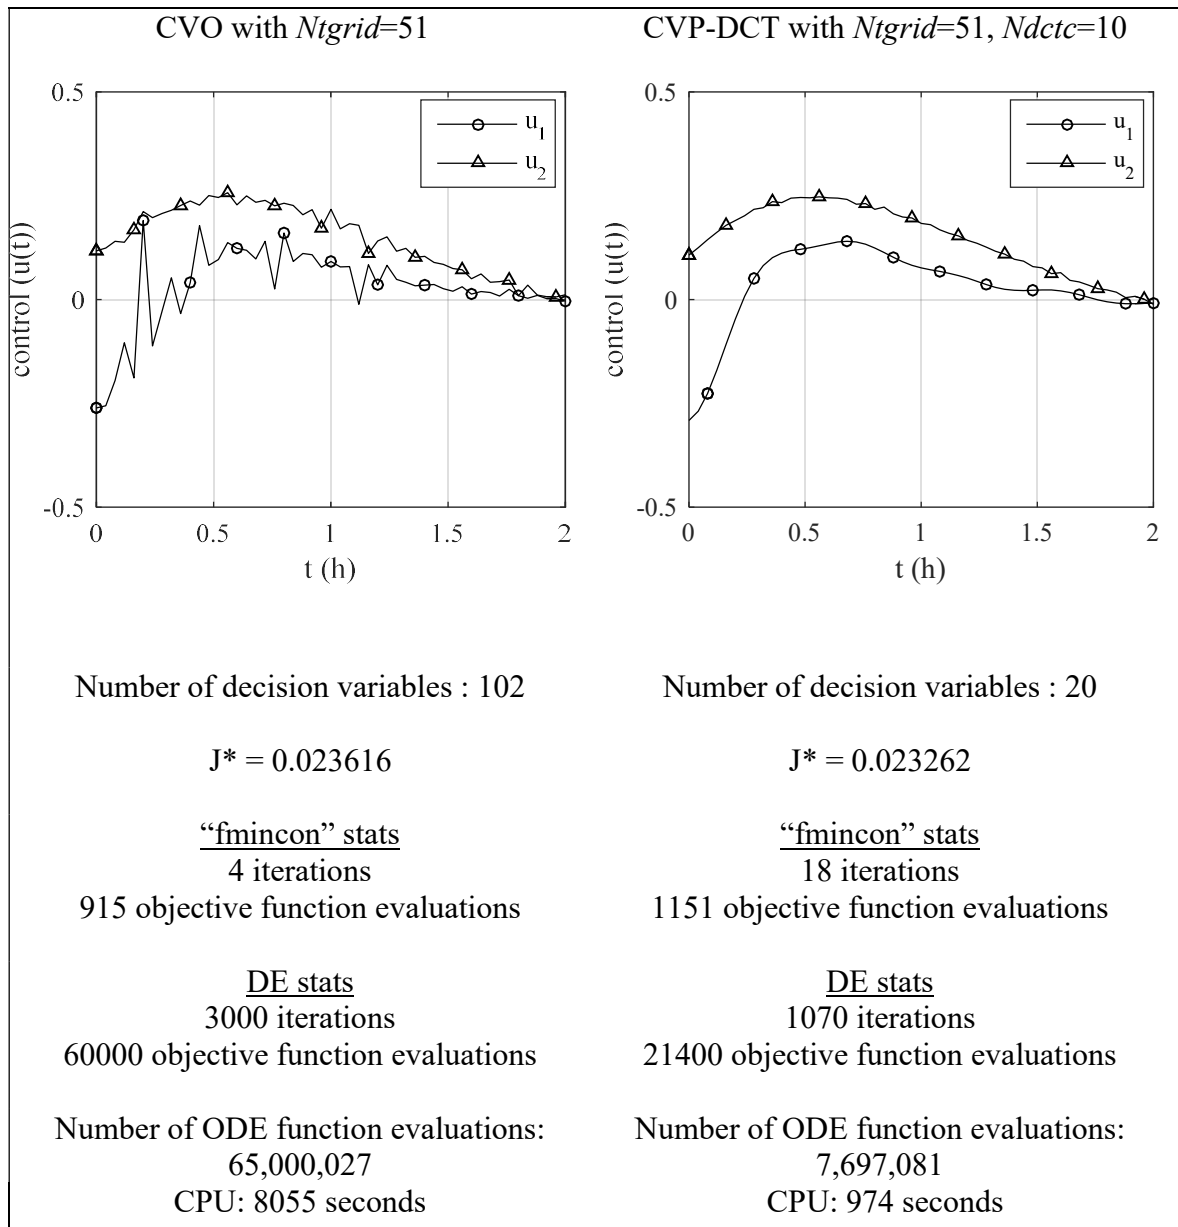 CVO with Ntgrid=51
0.5
0
-0.5
control (u(t))
u1
u2
0
0.5
1
1.5
2
t (h)
Number of decision variables : 102
J* = 0.023616
“fmincon” stats
4 iterations
915 objective function evaluations
DE stats
3000 iterations
60000 objective function evaluations
Number of ODE function evaluations:
65,000,027
CPU: 8055 seconds
CVP-DCT with Ntgrid=51, Ndctc=10
0.5
0
-0.5
control (u(t))
u1
u2
0
0.5
1
1.5
2
t (h)
Number of decision variables : 20
J* = 0.023262
“fmincon” stats
18 iterations
1151 objective function evaluations
DE stats
1070 iterations
21400 objective function evaluations
Number of ODE function evaluations:
7,697,081
CPU: 974 seconds